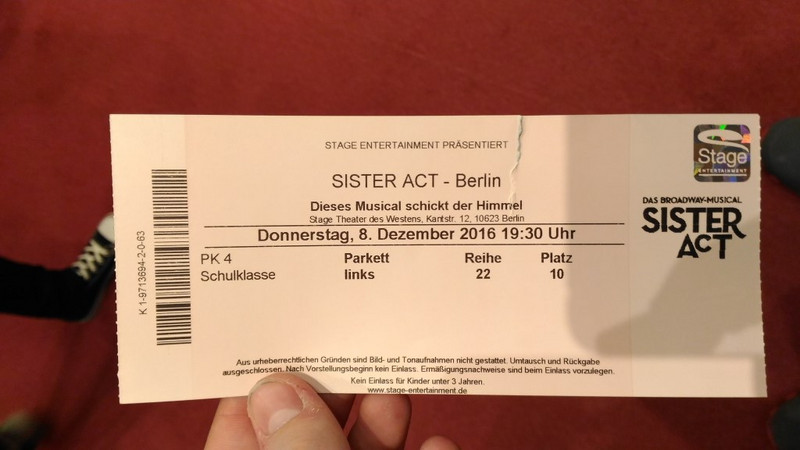 STAGE ENTERTAINMENT PRÄSENTIERT
SISTER ACT - Berlin
Dieses Musical schickt der Himmel
Stage Theater des Westens, Kantstr. 12, 10623 Berlin
Donnerstag, 8. Dezember 2016 19:30 Uhr
PK 4 Parkett Reihe Platz
Schulklasse links 22 10
Aus urheberrechtlichen Gründen sind Bild- und Tonaufnahmen nicht gestattet. Umtausch und Rückgabe
ausgeschlossen. Nach Vorstellungsbeginn kein Einlass. Ermäßigungsnachweise sind beim Einlass vorzulegen.
Kein Einlass für Kinder unter 3 Jahren.
www.stage-entertainment.de
K 1-9713694-2-0-63
Stage
ENTERTAINMENT
DAS BROADWAY-MUSICAL
SISTER
ACT